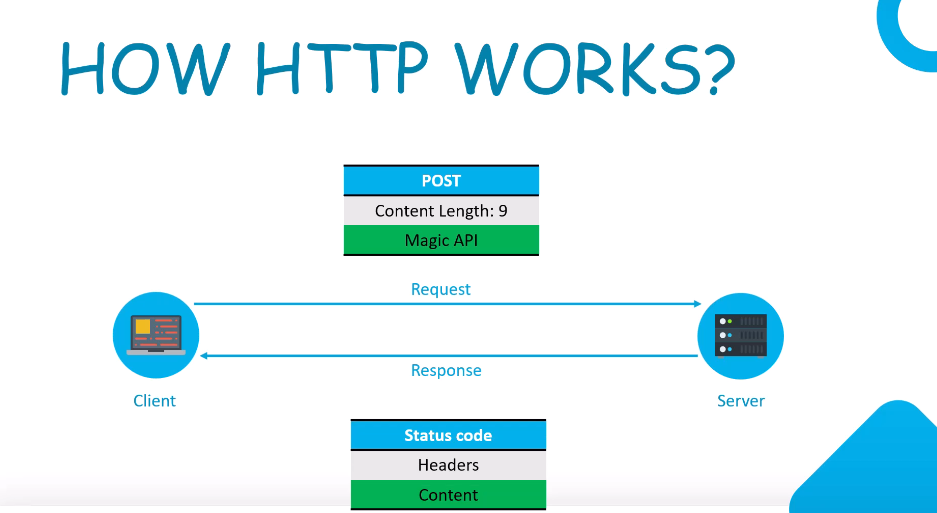 HOW HTTP WORKS?
POST
Content Length: 9
Magic API
Request
Response
Client
Server
Status code
Headers
Content